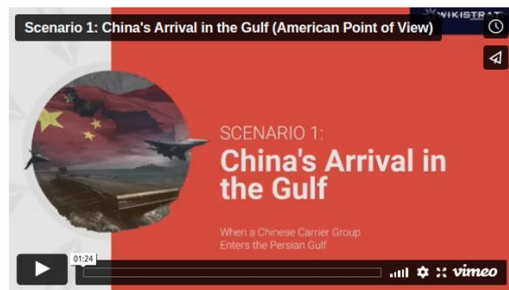 Scenario 1: China's Arrival in the Gulf (American Point of View)
WIKISTRAT
SCENARIO 1:
China's Arrival in
the Gulf
When a Chinese Carrier Group
Enters the Persian Gulf
01:24
vimeo